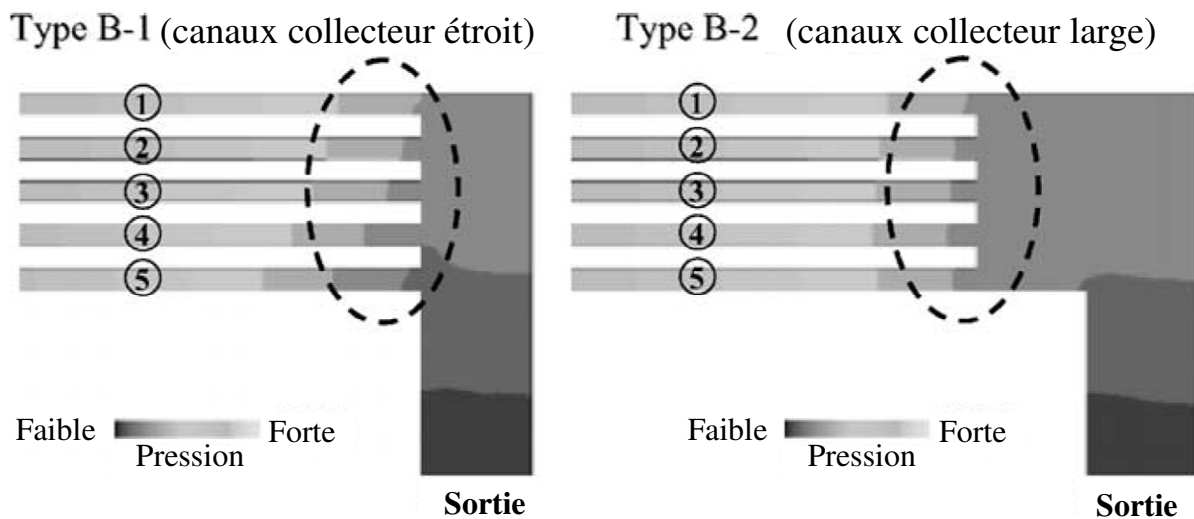 Type B-1 (canaux collecteur étroit)
① 
② 
③ 
④ 
⑤ 
Faible Forte
Pression
Sortie
Type B-2 (canaux collecteur large)
① 
② 
③ 
④ 
⑤ 
Faible Forte
Pression
Sortie